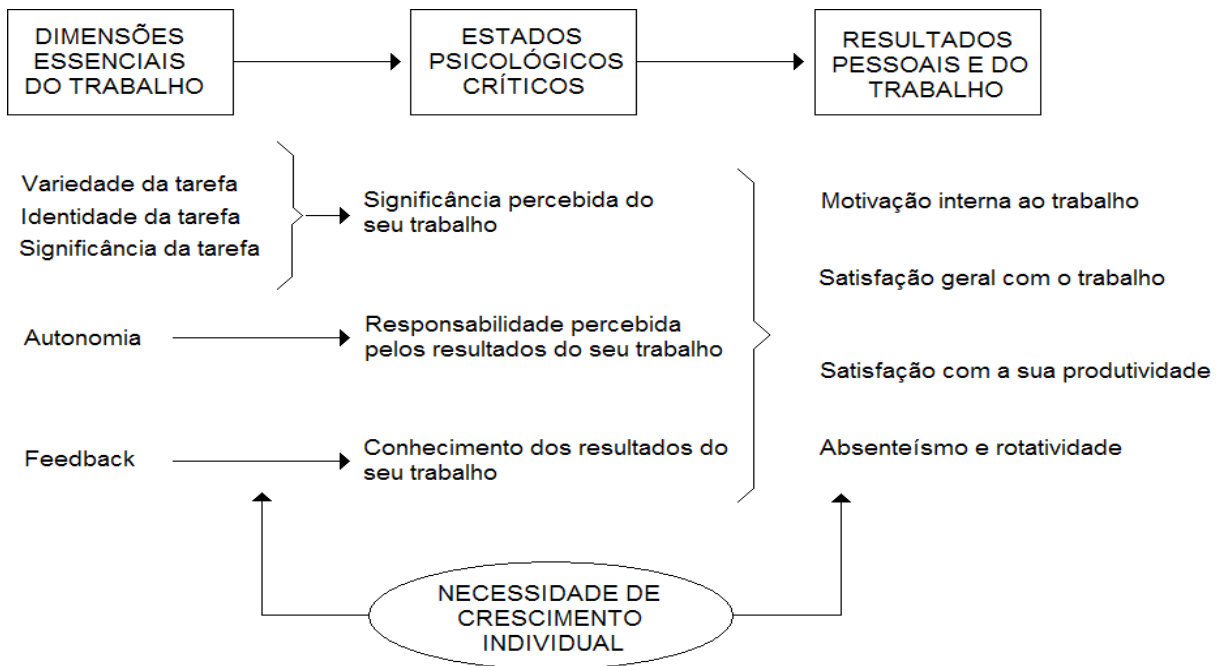 DIMENSÕES
ESSENCIAIS
DO TRABALHO
ESTADOS
PSICOLÓGICOS
CRÍTICOS
RESULTADOS
PESSOAIS E DO
TRABALHO
Variedade da tarefa
Identidade da tarefa
Significância da tarefa
Significância percebida do
seu trabalho
Motivação interna ao trabalho
Satisfação geral com o trabalho
Autonomia
Responsabilidade percebida
pelos resultados do seu trabalho
Satisfação com a sua produtividade
Feedback
Conhecimento dos resultados do
seu trabalho
Absenteísmo e rotatividade
NECESSIDADE DE
CRESCIMENTO
INDIVIDUAL